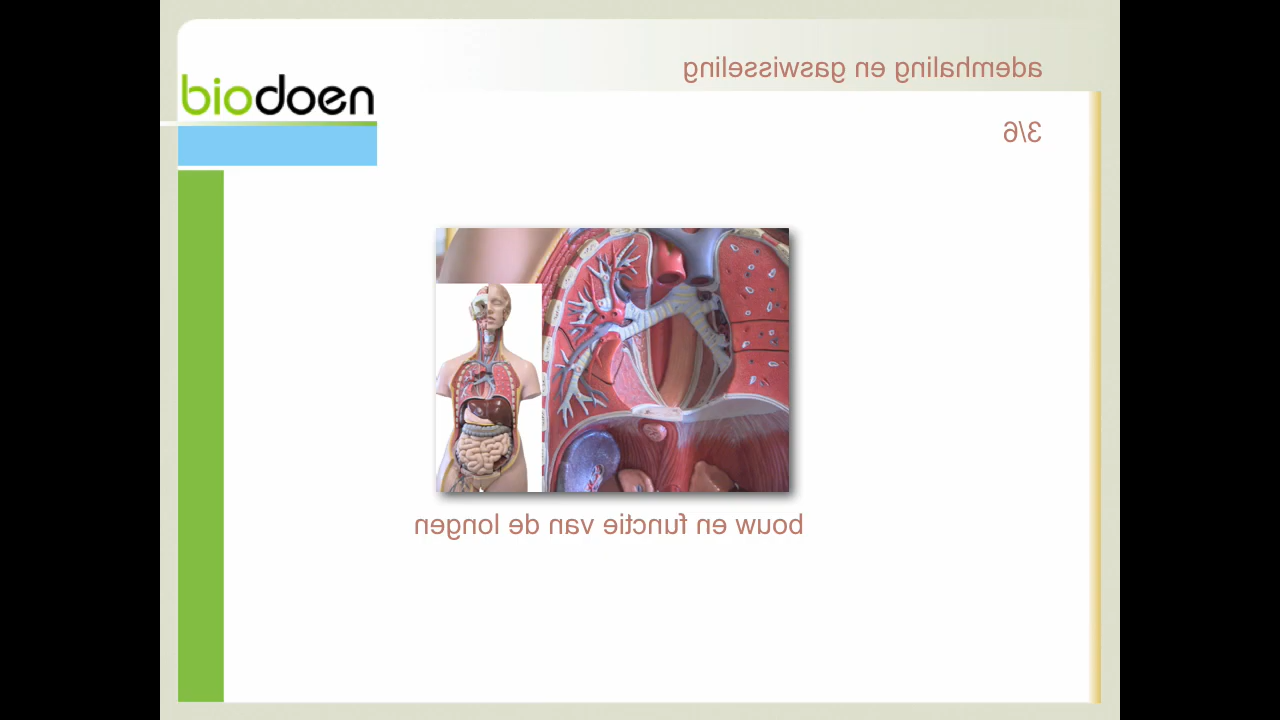 ademhaling en gaswisseling
biodoen
3/6
bouw en functie van de longen